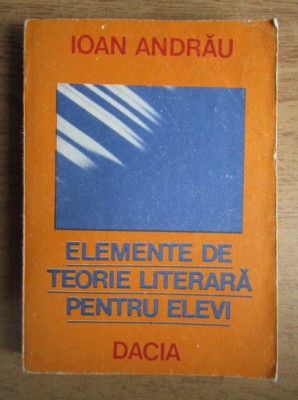 IOAN ANDRĂU
ELEMENTE DE
TEORIE LITERARĂ
PENTRU ELEVI
DACIA